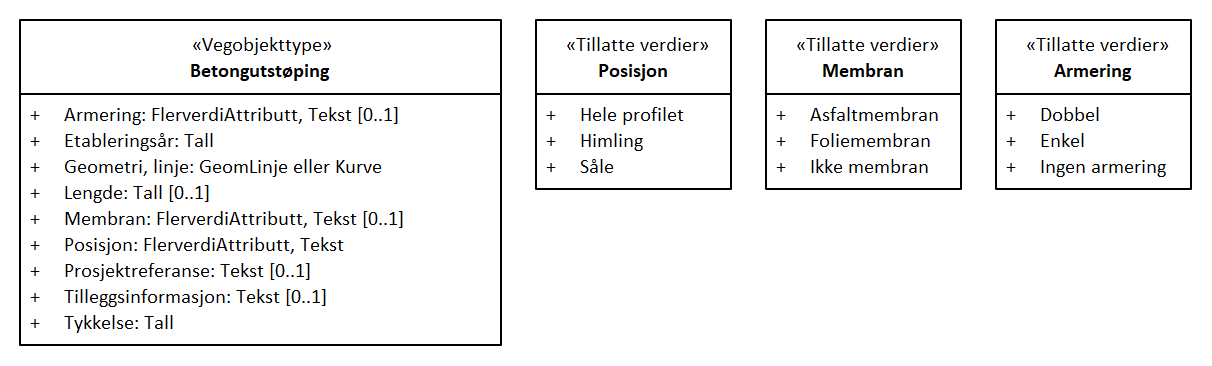 «Vegobjekttype»
Betongutstøping
+ Armering: FlerverdiAttributt, Tekst [0..1]
+ Etableringsår: Tall
+ Geometri, linje: GeomLinje eller Kurve
+ Lengde: Tall [0..1]
+ Membran: FlerverdiAttributt, Tekst [0..1]
+ Posisjon: FlerverdiAttributt, Tekst
+ Prosjektreferanse: Tekst [0..1]
+ Tilleggsinformasjon: Tekst [0..1]
+ Tykkelse: Tall
«Tillatte verdier»
Posisjon
+ Hele profilet
+ Himling
+ Såle
«Tillatte verdier»
Membran
+ Asfaltmembran
+ Foliemembran
+ Ikke membran
«Tillatte verdier»
Armering
+ Dobbel
+ Enkel
+ Ingen armering